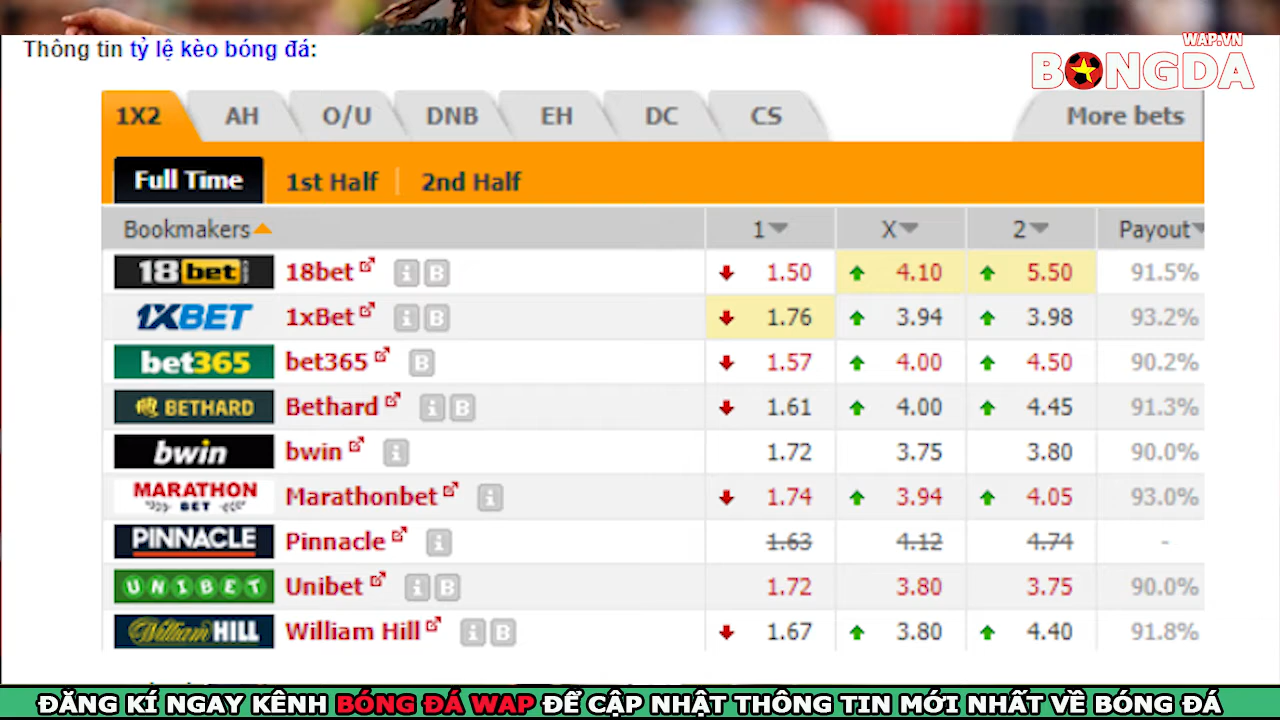 Thông tin tỷ lệ kèo bóng đá:
WAP.VN
BONGDA
1X2 AH O/U DNB EH DC CS More bets
Full Time 1st Half 2nd Half
Bookmakers 1 X 2 Payout
18bet 18bet i B 1.50 4.10 5.50 91.5%
1XBET 1xBet i B 1.76 3.94 3.98 93.2%
bet365 bet365 B 1.57 4.00 4.50 90.2%
BETHARD Bethard i B 1.61 4.00 4.45 91.3%
bwin bwin i 1.72 3.75 3.80 90.0%
MARATHON BET Marathonbet i 1.74 3.94 4.05 93.0%
PINNACLE Pinnacle i 1.63 4.12 4.74 -
UNIBET Unibet i B 1.72 3.80 3.75 90.0%
William HILL William Hill i B 1.67 3.80 4.40 91.8%
ĐĂNG KÍ NGAY KÊNH BÓNG ĐÁ WAP ĐỂ CẬP NHẬT THÔNG TIN MỚI NHẤT VỀ BÓNG ĐÁ